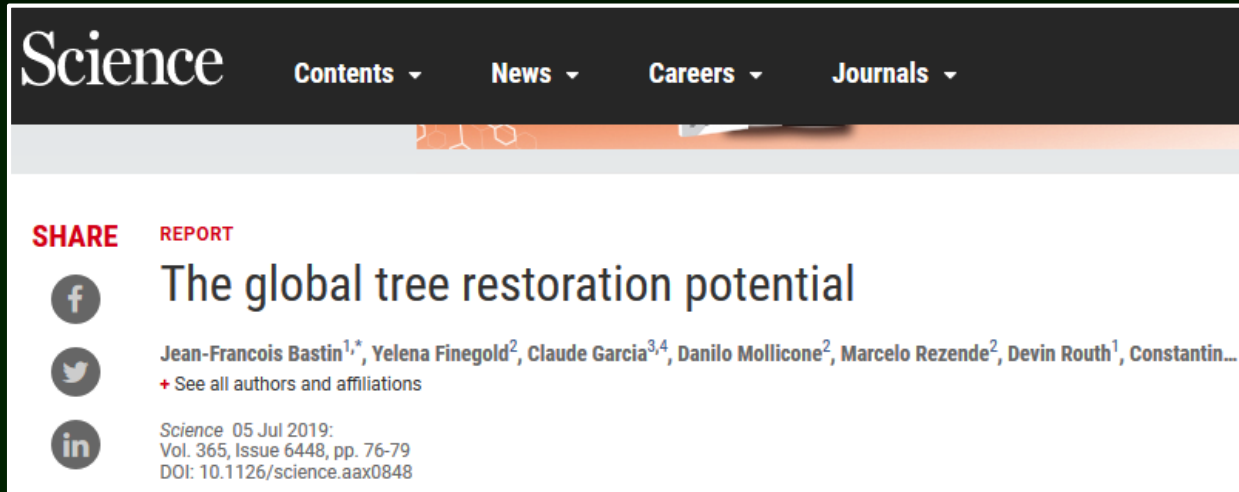 Science Contents News Careers Journals
SHARE REPORT
The global tree restoration potential
Jean-Francois Bastin1,*, Yelena Finegold2, Claude Garcia3,4, Danilo Mollicone2, Marcelo Rezende2, Devin Routh1, Constantin...
+ See all authors and affiliations
Science 05 Jul 2019:
Vol. 365, Issue 6448, pp. 76-79
DOI: 10.1126/science.aax0848